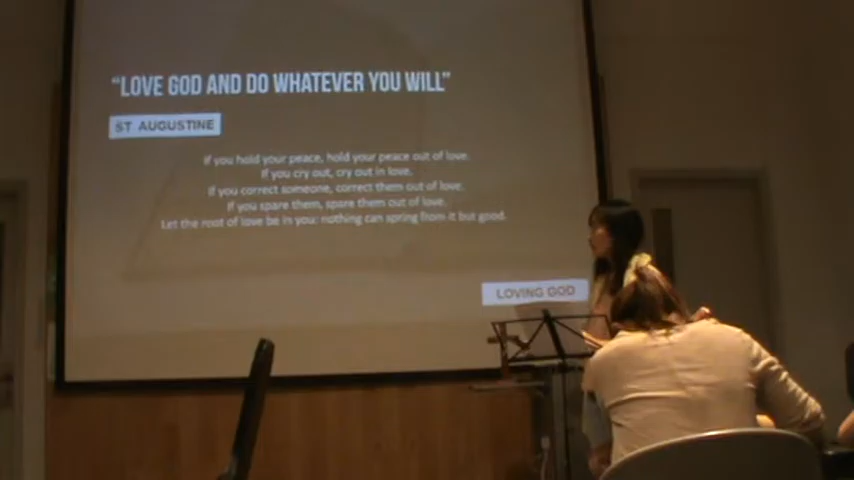 “LOVE GOD AND DO WHATEVER YOU WILL”
ST AUGUSTINE
If you hold your peace, hold your peace out of love.
If you cry out, cry out in love.
If you correct someone, correct them out of love.
If you spare them, spare them out of love.
Let the root of love be in you: nothing can spring from it but good.
LOVING GOD